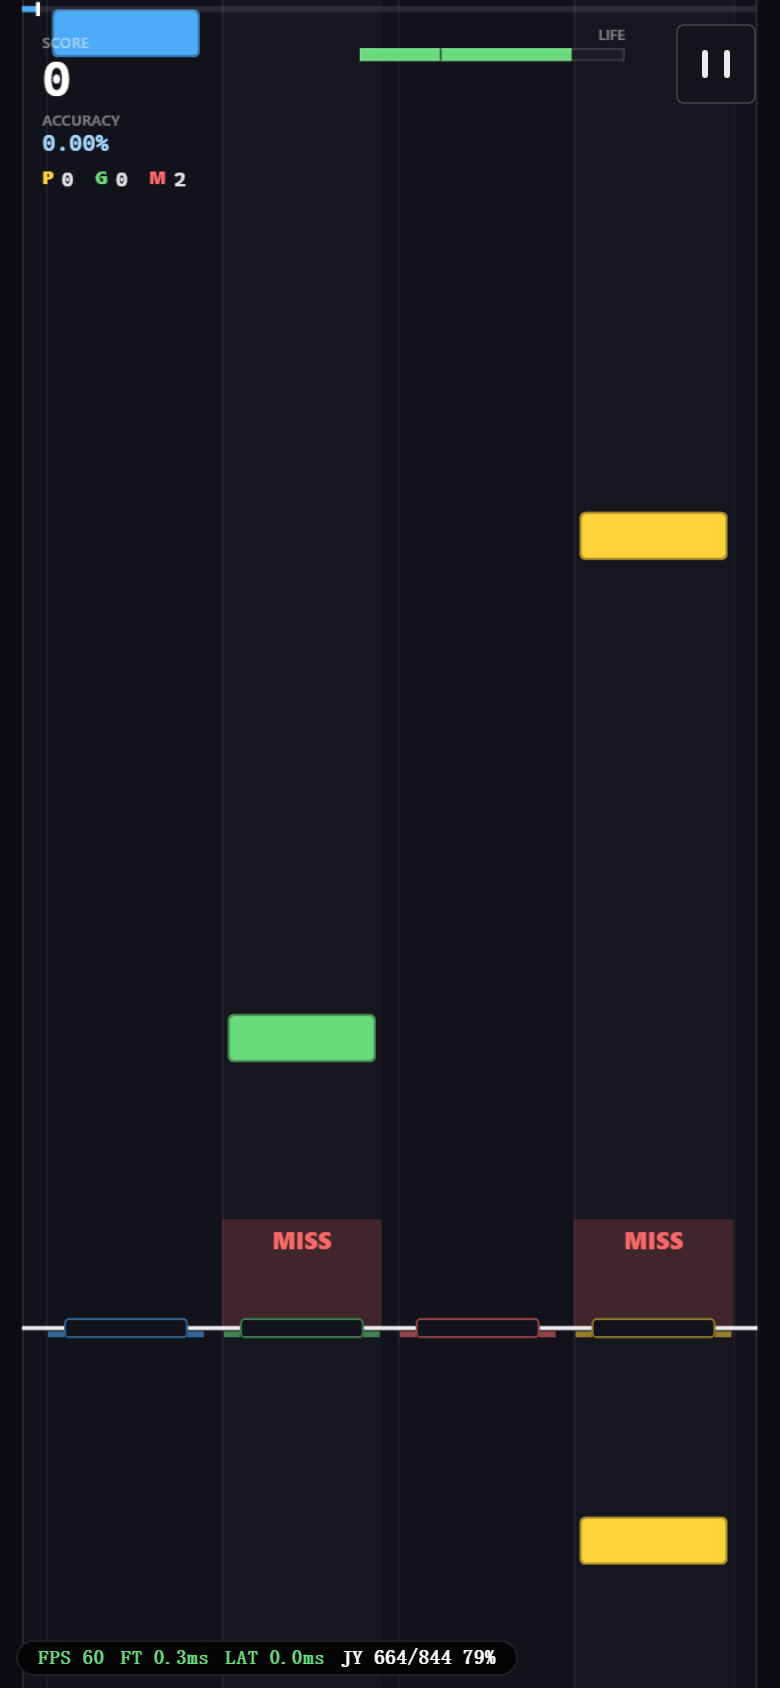 SCORE
0
LIFE
ACCURACY
0.00%
P 0 G 0 M 2
MISS MISS
FPS 60 FT 0.3ms LAT 0.0ms JY 664/844 79%